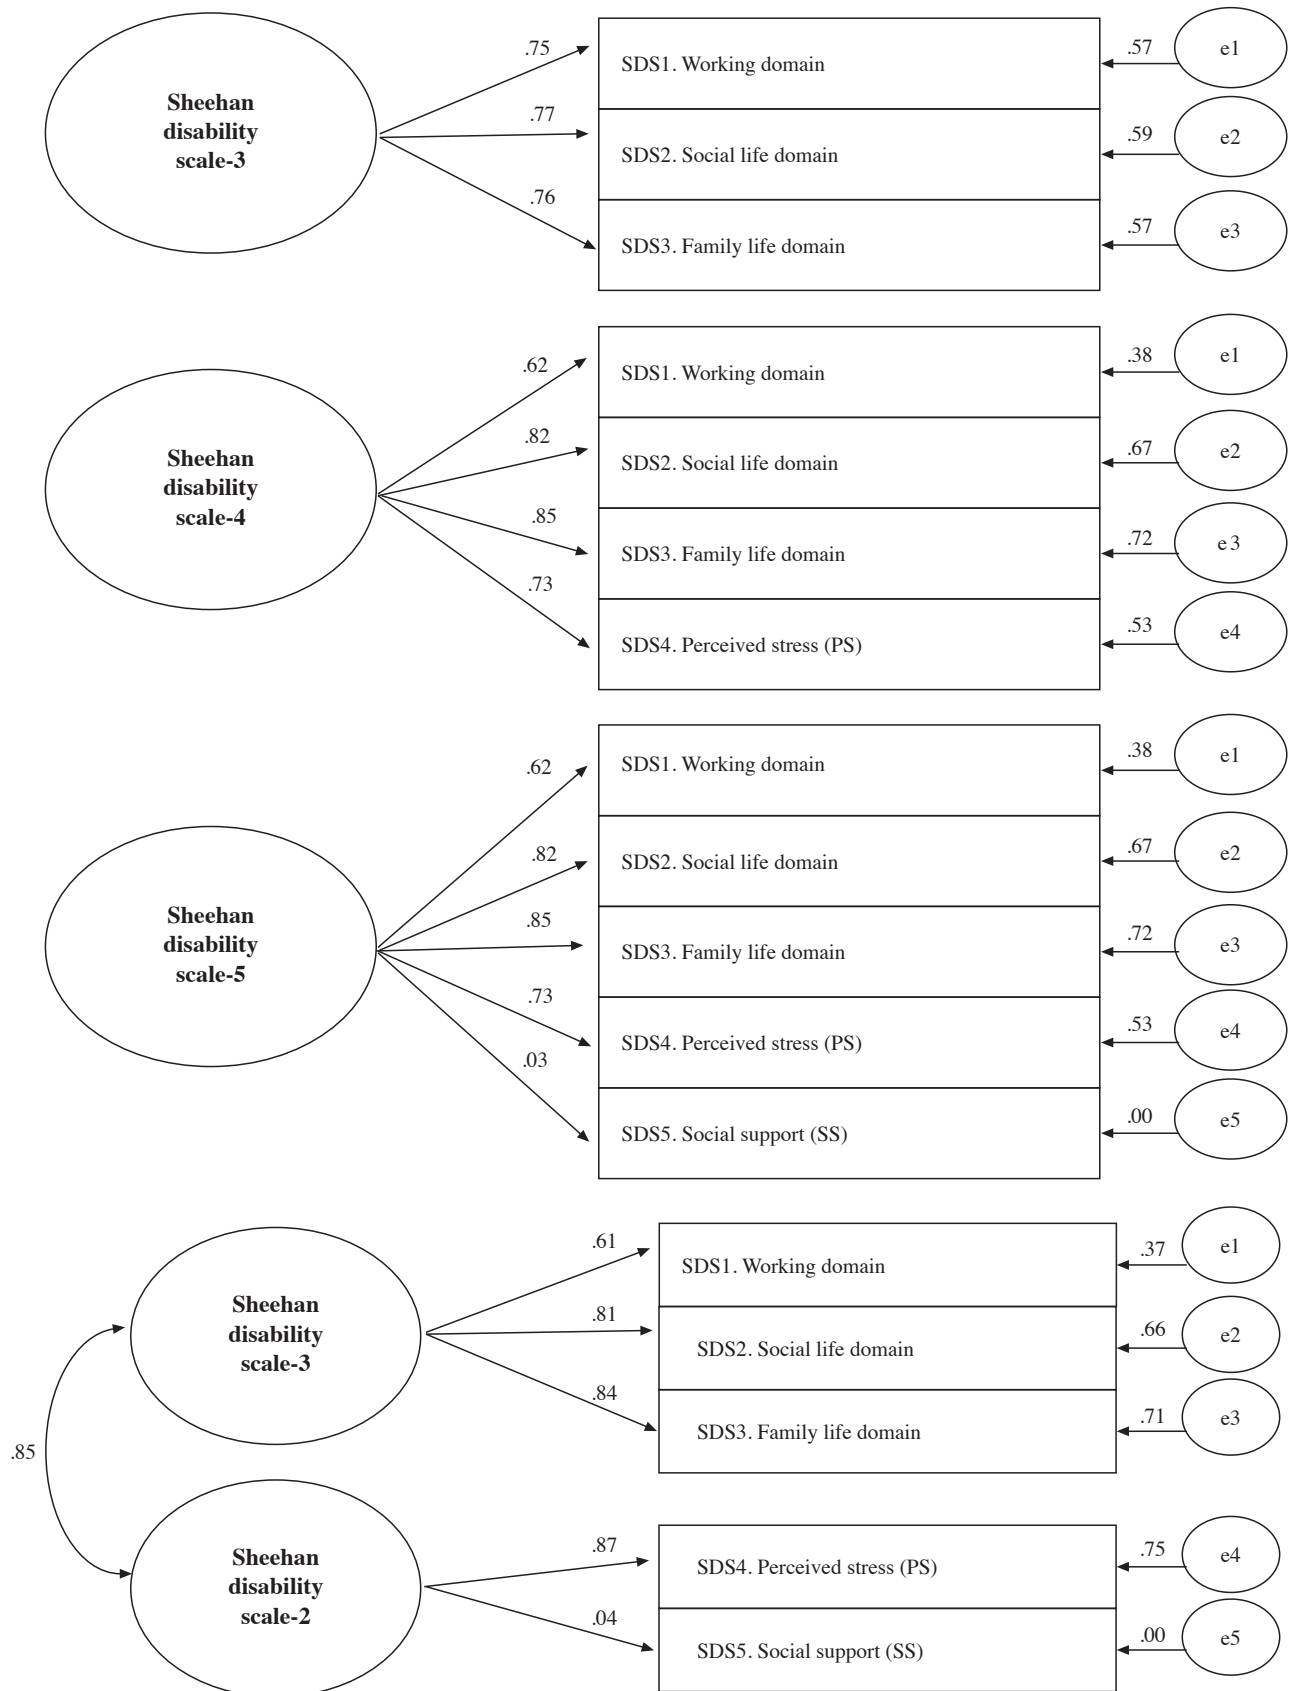 .75
SDS1. Working domain
.57
e1
Sheehan
disability
scale-3
.77
SDS2. Social life domain
.59
e2
.76
SDS3. Family life domain
.57
e3
.62
SDS1. Working domain
.38
e1
Sheehan
disability
scale-4
.82
SDS2. Social life domain
.67
e2
.85
SDS3. Family life domain
.72
e3
.73
SDS4. Perceived stress (PS)
.53
e4
.62
SDS1. Working domain
.38
e1
Sheehan
disability
scale-5
.82
SDS2. Social life domain
.67
e2
.85
SDS3. Family life domain
.72
e3
.73
SDS4. Perceived stress (PS)
.53
e4
.03
SDS5. Social support (SS)
.00
e5
.61
SDS1. Working domain
.37
e1
Sheehan
disability
scale-3
.81
SDS2. Social life domain
.66
e2
.84
SDS3. Family life domain
.71
e3
.85
Sheehan
disability
scale-2
.87
SDS4. Perceived stress (PS)
.75
e4
.04
SDS5. Social support (SS)
.00
e5